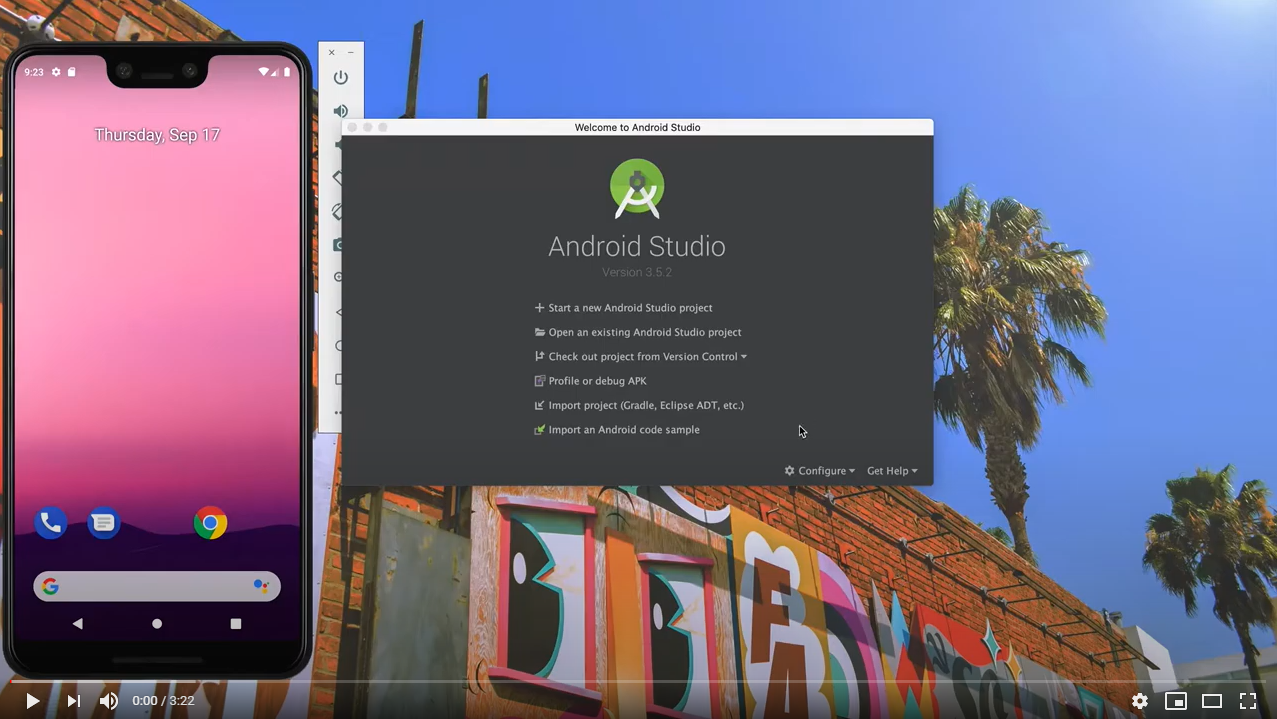 9:23
Thursday, Sep 17
Welcome to Android Studio
Android Studio
Version 3.5.2
Start a new Android Studio project
Open an existing Android Studio project
Check out project from Version Control
Profile or debug APK
Import project (Gradle, Eclipse ADT, etc.)
Import an Android code sample
Configure
Get Help
0:00 / 3:22